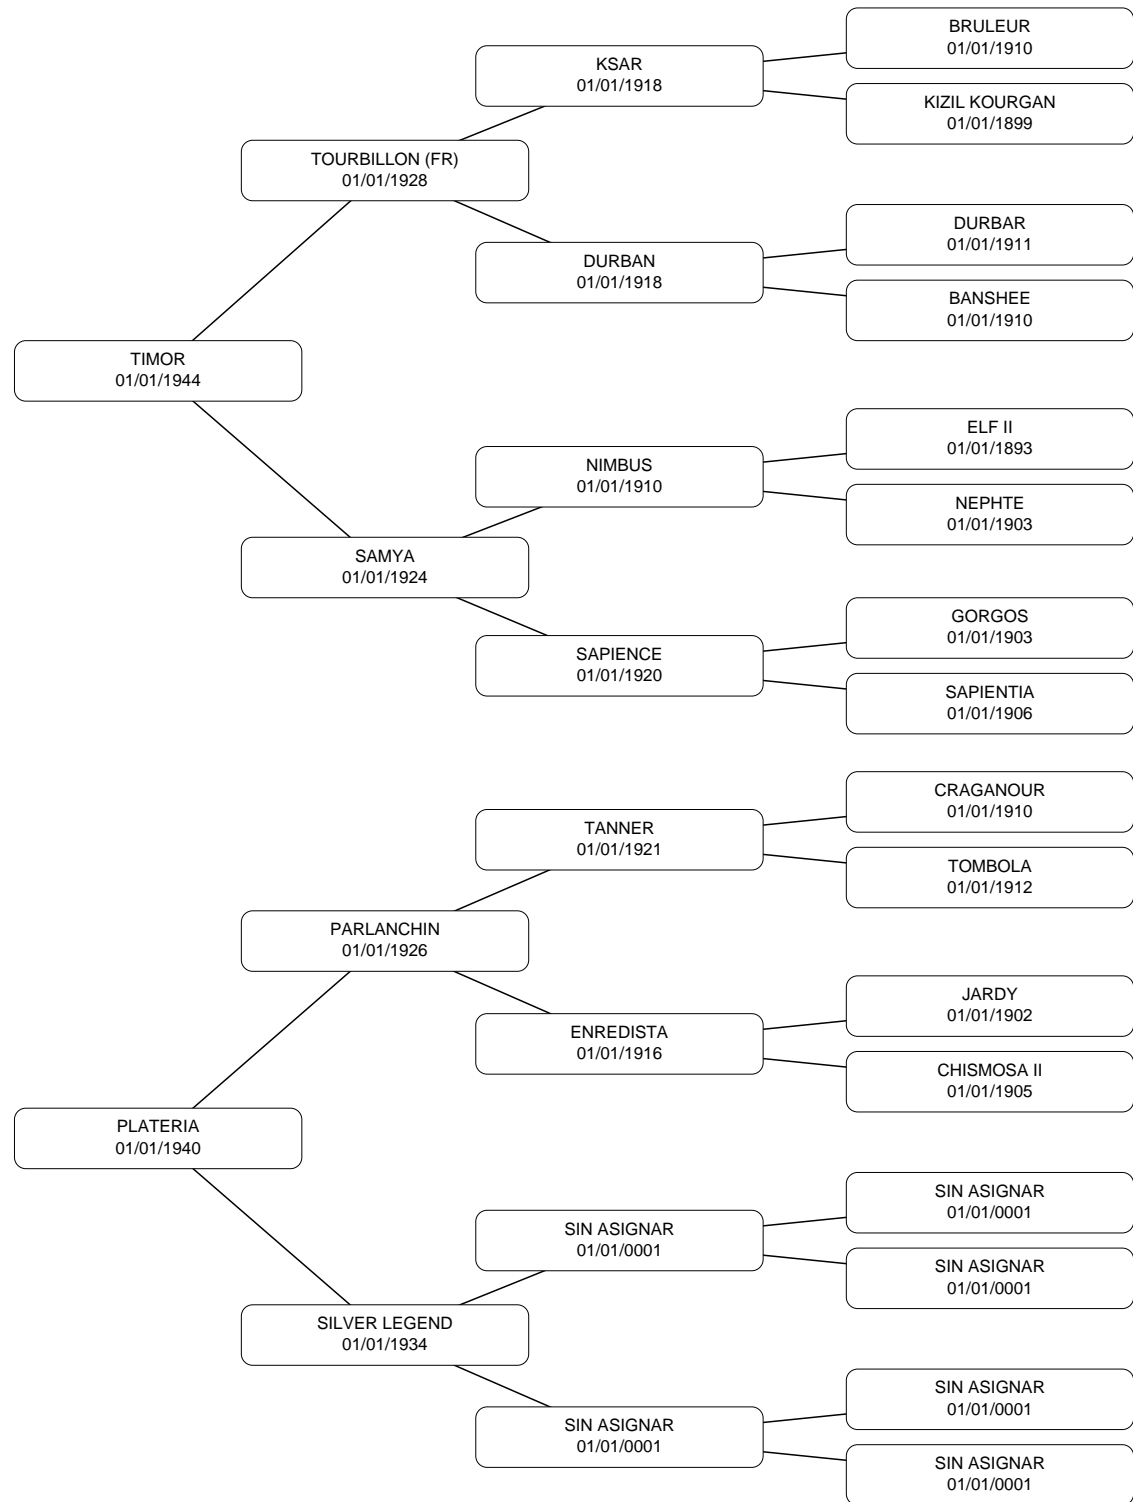 BRULEUR
01/01/1910
KSAR
01/01/1918
KIZIL KOURGAN
01/01/1899
TOURBILLON (FR)
01/01/1928
DURBAR
01/01/1911
DURBAN
01/01/1918
BANSHEE
01/01/1910
TIMOR
01/01/1944
ELF II
01/01/1893
NIMBUS
01/01/1910
NEPHTE
01/01/1903
SAMYA
01/01/1924
GORGOS
01/01/1903
SAPIENCE
01/01/1920
SAPIENTIA
01/01/1906
CRAGANOUR
01/01/1910
TANNER
01/01/1921
TOMBOLA
01/01/1912
PARLANCHIN
01/01/1926
JARDY
01/01/1902
ENREDISTA
01/01/1916
CHISMOSA II
01/01/1905
PLATERIA
01/01/1940
SIN ASIGNAR
01/01/0001
SIN ASIGNAR
01/01/0001
SIN ASIGNAR
01/01/0001
SILVER LEGEND
01/01/1934
SIN ASIGNAR
01/01/0001
SIN ASIGNAR
01/01/0001
SIN ASIGNAR
01/01/0001